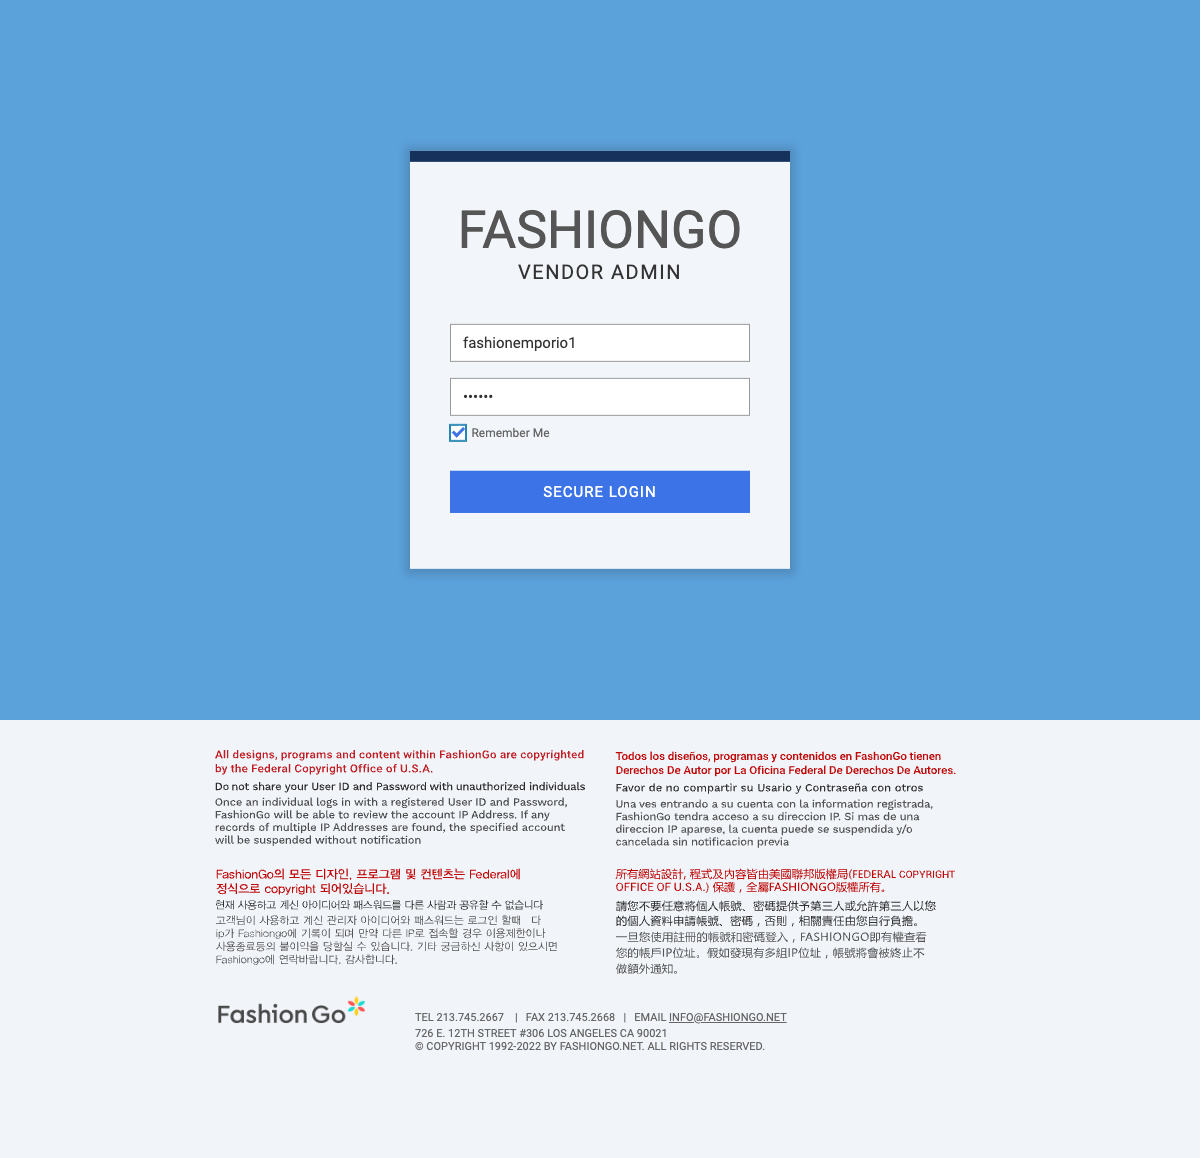 FASHIONGO
VENDOR ADMIN
fashionemporio1
••••••
Remember Me
SECURE LOGIN
All designs, programs and content within FashionGo are copyrighted
by the Federal Copyright Office of U.S.A.
Do not share your User ID and Password with unauthorized individuals
Once an individual logs in with a registered User ID and Password,
FashionGo will be able to review the account IP Address. If any
records of multiple IP Addresses are found, the specified account
will be suspended without notification
Todos los diseños, programas y contenidos en FashonGo tienen
Derechos De Autor por La Oficina Federal De Derechos De Autores.
Favor de no compartir su Usario y Contraseña con otros
Una ves entrando a su cuenta con la information registrada,
FashionGo tendra acceso a su direccion IP. Si mas de una
direccion IP aparese, la cuenta puede se suspendida y/o
cancelada sin notificacion previa
FashionGo의 모든 디자인, 프로그램 및 컨텐츠는 Federal에
정식으로 copyright 되어있습니다.
현재 사용하고 계신 아이디어와 패스워드를 다른 사람과 공유할 수 없습니다
고객님이 사용하고 계신 관리자 아이디어와 패스워드는 로그인 할때 다
ip가 Fashiongo에 기록이 되며 만약 다른 IP로 접속할 경우 이용제한이나
사용종료등의 불이익을 당할실 수 있습니다. 기타 궁금하신 사항이 있으시면
Fashiongo에 연락바랍니다. 감사합니다.
所有網站設計, 程式及內容皆由美國聯邦版權局(FEDERAL COPYRIGHT
OFFICE OF U.S.A.) 保護，全屬FASHIONGO版權所有。
請您不要任意將個人帳號、密碼提供予第三人或允許第三人以您
的個人資料申請帳號、密碼，否則，相關責任由您自行負擔。
一旦您使用註冊的帳號和密碼登入，FASHIONGO即有權查看
您的帳戶IP位址。假如發現有多組IP位址，帳號將會被終止不
做額外通知。
Fashion Go
TEL 213.745.2667 | FAX 213.745.2668 | EMAIL INFO@FASHIONGO.NET
726 E. 12TH STREET #306 LOS ANGELES CA 90021
© COPYRIGHT 1992-2022 BY FASHIONGO.NET. ALL RIGHTS RESERVED.